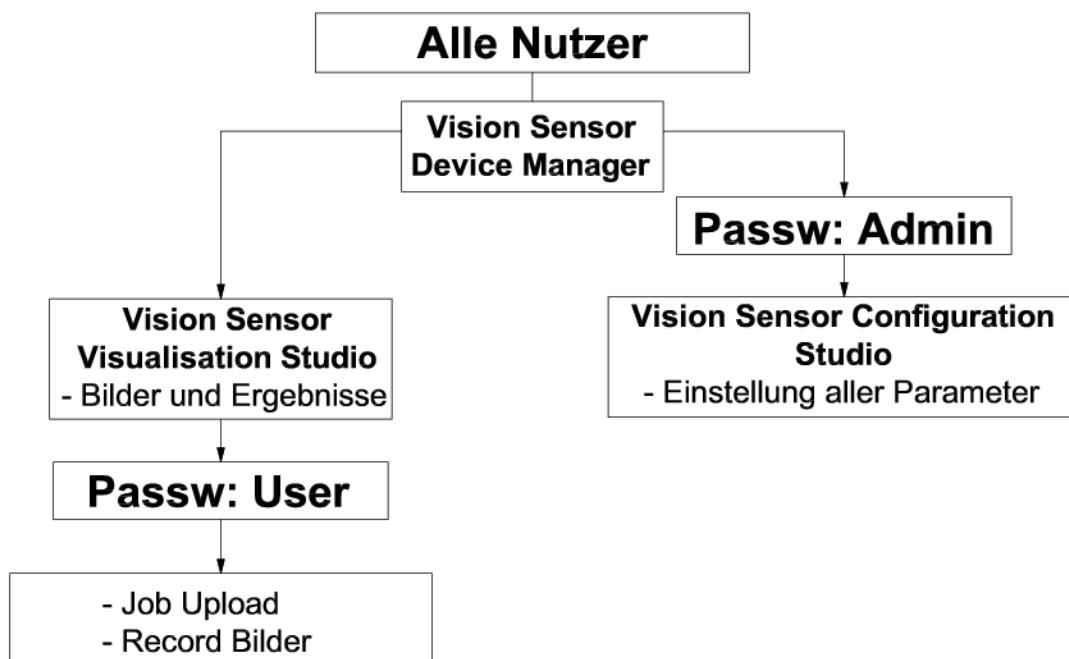 Alle Nutzer
Vision Sensor
Device Manager
Passw: Admin
Vision Sensor
Visualisation Studio
- Bilder und Ergebnisse
Vision Sensor Configuration
Studio
- Einstellung aller Parameter
Passw: User
- Job Upload
- Record Bilder